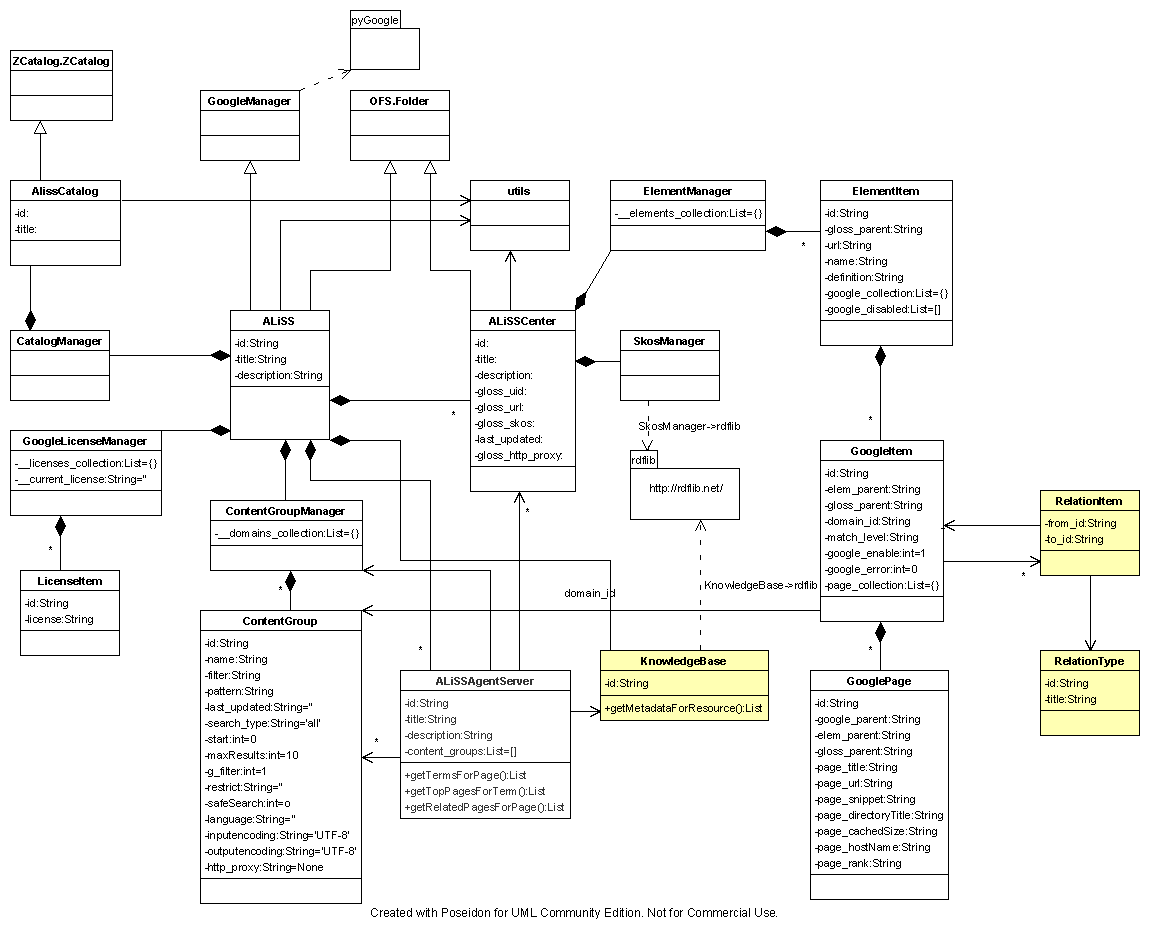 pyGoogle
ZCatalog.ZCatalog
GoogleManager
OFS.Folder
AlissCatalog
-id:
-title:
utils
ElementManager
-__elements_collection:List={}
*
ElementItem
-id:String
-gloss_parent:String
-url:String
-name:String
-definition:String
-google_collection:List={}
-google_disabled:List=[]
*
CatalogManager
ALiSS
-id:String
-title:String
-description:String
*
ALiSSCenter
-id:
-title:
-description:
-gloss_uid:
-gloss_url:
-gloss_skos:
-last_updated:
-gloss_http_proxy:
*
SkosManager
SkosManager->rdflib
rdflib
http://rdflib.net/
GoogleLicenseManager
-__licenses_collection:List={}
-__current_license:String=''
*
LicenseItem
-id:String
-license:String
ContentGroupManager
-__domains_collection:List={}
*
GoogleItem
-id:String
-elem_parent:String
-gloss_parent:String
-domain_id:String
-match_level:String
-google_enable:int=1
-google_error:int=0
-page_collection:List={}
*
RelationItem
-from_id:String
-to_id:String
*
KnowledgeBase->rdflib
domain_id
ContentGroup
-id:String
-name:String
-filter:String
-pattern:String
-last_updated:String=''
-search_type:String='all'
-start:int=0
-maxResults:int=10
-g_filter:int=1
-restrict:String=''
-safeSearch:int=o
-language:String=''
-inputencoding:String='UTF-8'
-outputencoding:String='UTF-8'
-http_proxy:String=None
*
*
ALiSSAgentServer
-id:String
-title:String
-description:String
-content_groups:List=[]
+getTermsForPage():List
+getTopPagesForTerm():List
+getRelatedPagesForPage():List
KnowledgeBase
-id:String
+getMetadataForResource():List
GooglePage
-id:String
-google_parent:String
-elem_parent:String
-gloss_parent:String
-page_title:String
-page_url:String
-page_snippet:String
-page_directoryTitle:String
-page_cachedSize:String
-page_hostName:String
-page_rank:String
RelationType
-id:String
-title:String
Created with Poseidon for UML Community Edition. Not for Commercial Use.